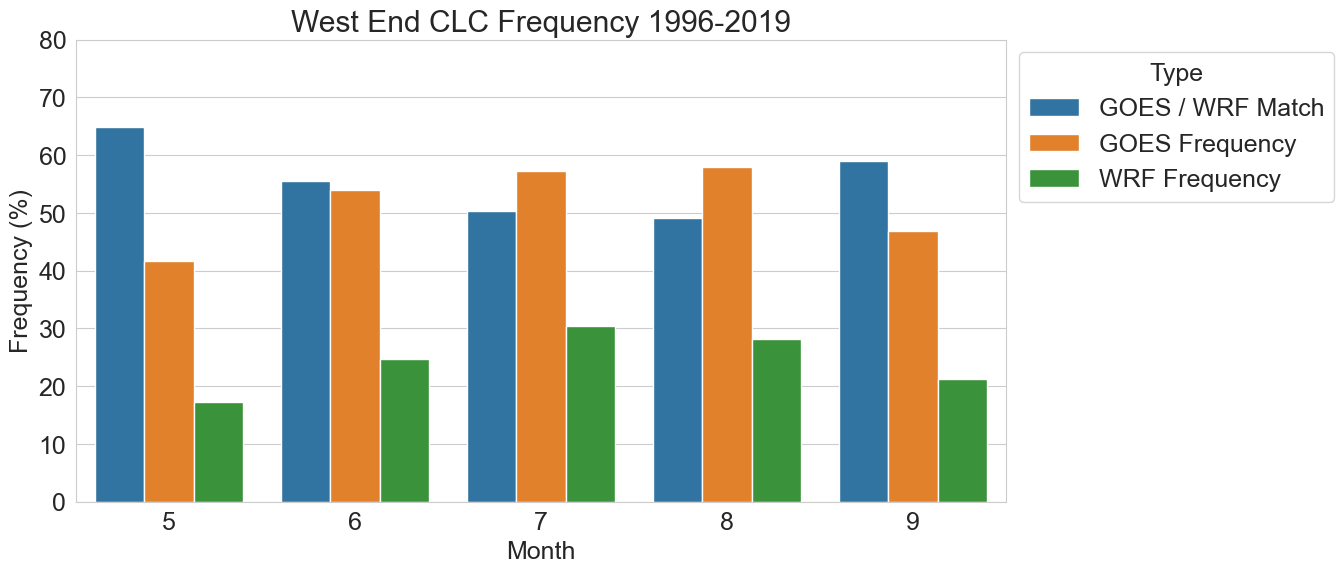 West End CLC Frequency 1996-2019
80
70
60
50
40
30
20
10
0
Frequency (%)
5 6 7 8 9
Month
Type
GOES / WRF Match
GOES Frequency
WRF Frequency